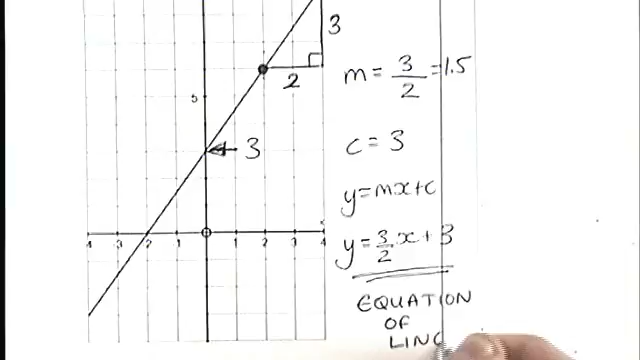 3
2
m = 3/2 = 1.5
5
3
c = 3
y = mx + c
4 3 2 1 1 2 3 4
y = 3/2 x + 3
EQUATION
OF
LINE